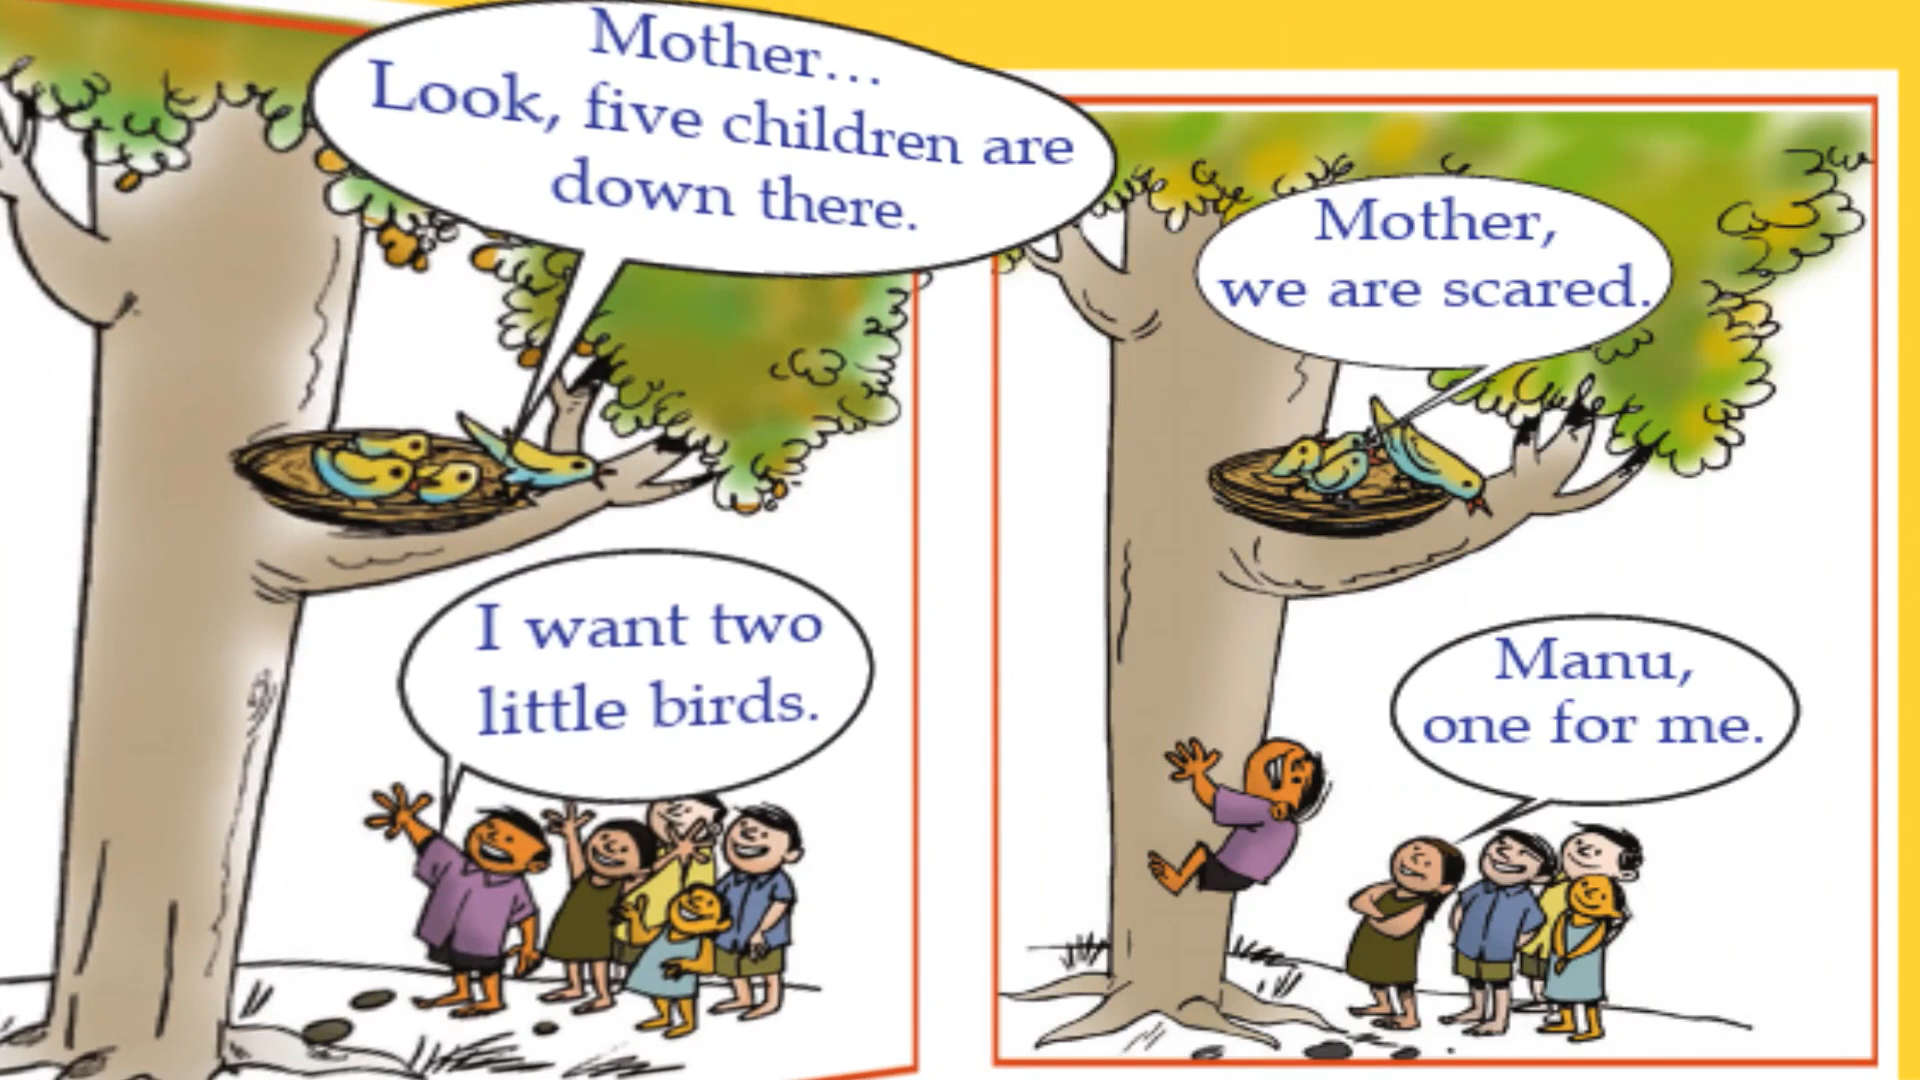 Mother...
Look, five children are
down there.
I want two
little birds.
Mother,
we are scared.
Manu,
one for me.